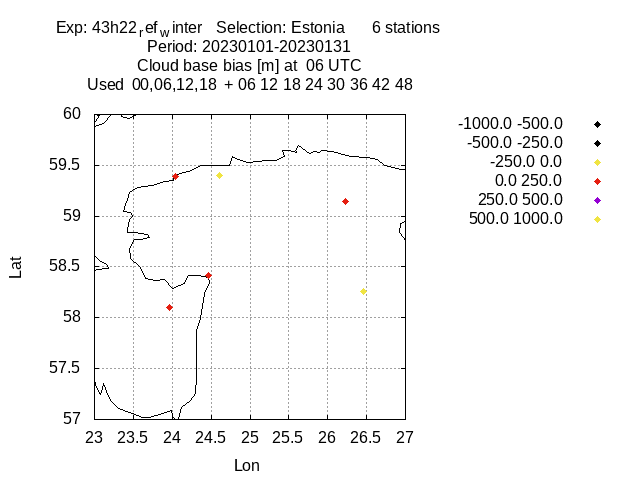 Exp: 43h22refwinter Selection: Estonia 6 stations
Period: 20230101-20230131
Cloud base bias [m] at 06 UTC
Used 00,06,12,18 + 06 12 18 24 30 36 42 48
-1000.0 -500.0
-500.0 -250.0
-250.0 0.0
0.0 250.0
250.0 500.0
500.0 1000.0
60
59.5
59
58.5
58
57.5
57
Lat
23 23.5 24 24.5 25 25.5 26 26.5 27
Lon